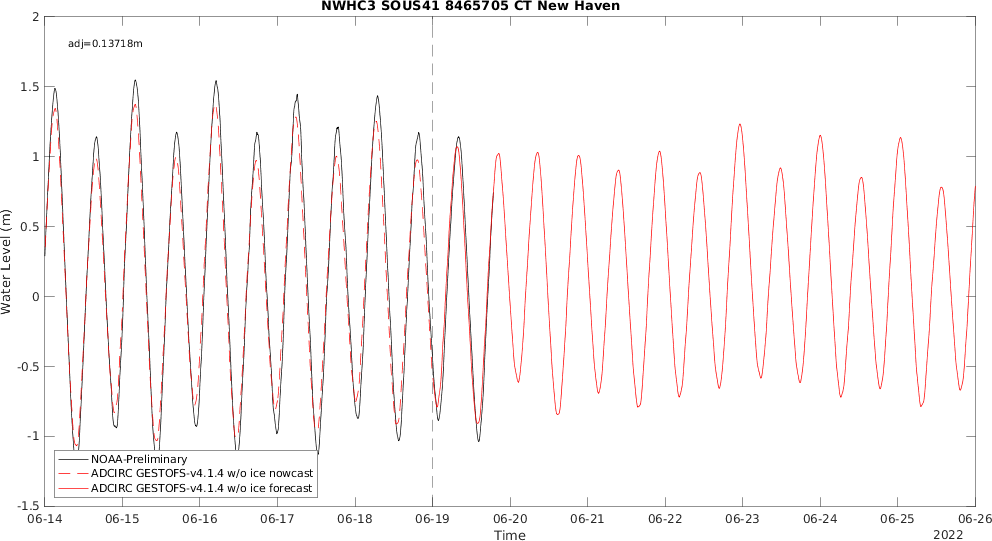 NWHC3 SOUS41 8465705 CT New Haven
adj=0.13718m
2
1.5
1
0.5
0
-0.5
-1
-1.5
Water Level (m)
NOAA-Preliminary
ADCIRC GESTOFS-v4.1.4 w/o ice nowcast
ADCIRC GESTOFS-v4.1.4 w/o ice forecast
06-14 06-15 06-16 06-17 06-18 06-19 06-20 06-21 06-22 06-23 06-24 06-25 06-26
Time
2022